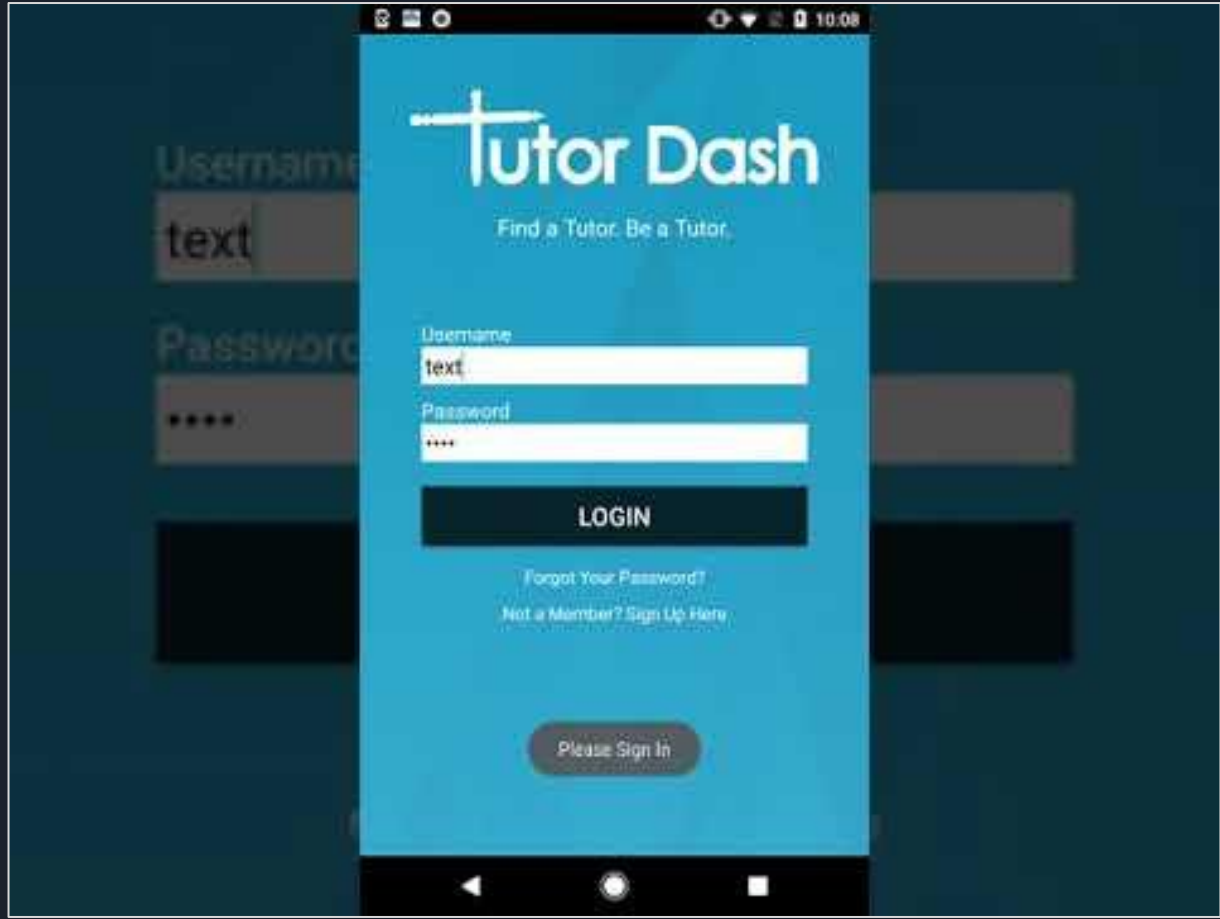 10:08
Tutor Dash
Find a Tutor. Be a Tutor.
Username
text
Password
••••
LOGIN
Forgot Your Password?
Not a Member? Sign Up Here
Please Sign In
Username
text
Password
••••